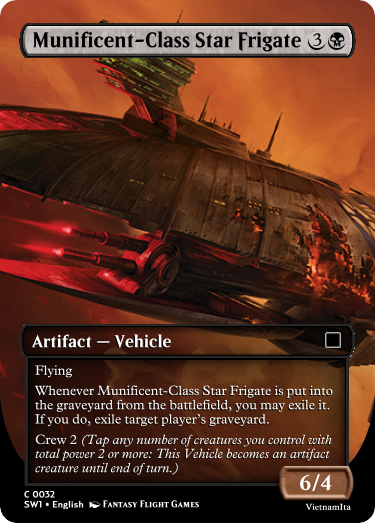 Munificent-Class Star Frigate 3
Artifact — Vehicle
Flying
Whenever Munificent-Class Star Frigate is put into
the graveyard from the battlefield, you may exile it.
If you do, exile target player's graveyard.
Crew 2 (Tap any number of creatures you control with
total power 2 or more: This Vehicle becomes an artifact
creature until end of turn.)
6/4
C 0032
SW1 • English Fantasy Flight Games
VietnamIta